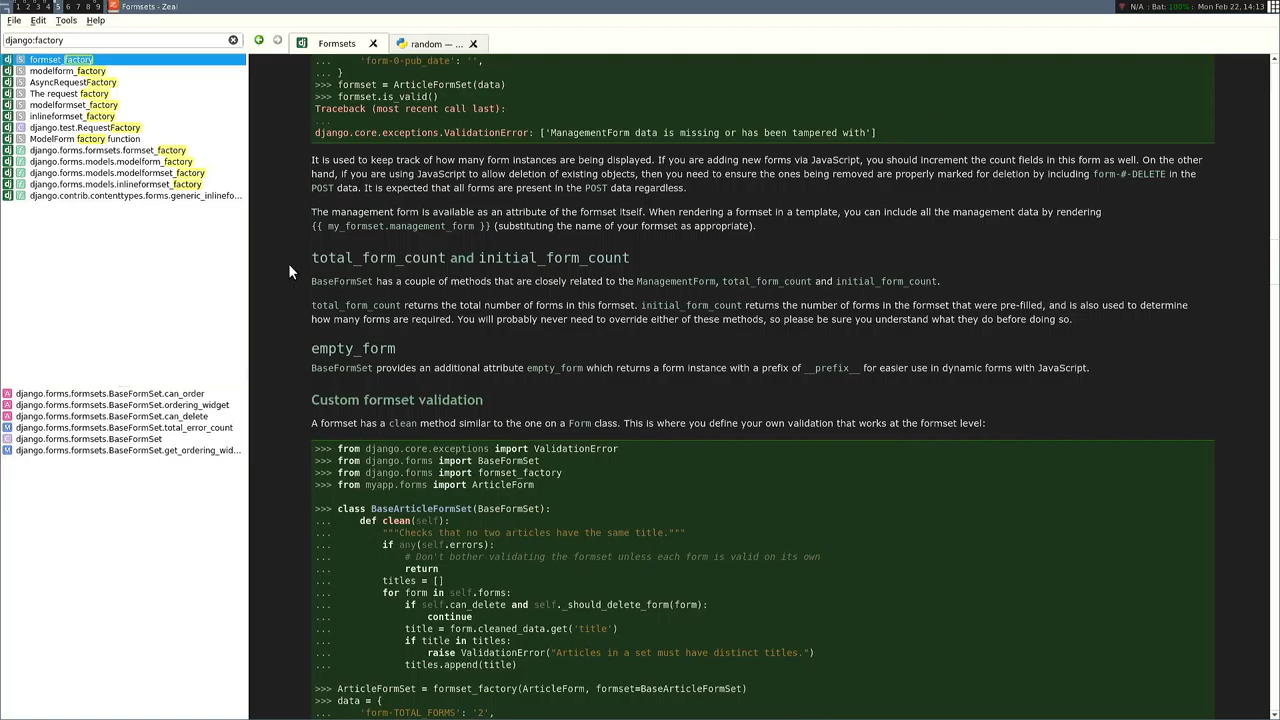 1 2 3 4 5 6 7 8 9 Formsets - Zeal N/A : Bat: 100% : Mon Feb 22, 14:13
File Edit Tools Help
django:factory
Formsets
random — ...
formset_factory
modelform_factory
AsyncRequestFactory
The request factory
modelformset_factory
inlineformset_factory
django.test.RequestFactory
ModelForm factory function
django.forms.formsets.formset_factory
django.forms.models.modelform_factory
django.forms.models.modelformset_factory
django.forms.models.inlineformset_factory
django.contrib.contenttypes.forms.generic_inlinefo...
django.forms.formsets.BaseFormSet.can_order
django.forms.formsets.BaseFormSet.ordering_widget
django.forms.formsets.BaseFormSet.can_delete
django.forms.formsets.BaseFormSet.total_error_count
django.forms.formsets.BaseFormSet
django.forms.formsets.BaseFormSet.get_ordering_wid...
... 'form-0-pub_date': '',
... }
>>> formset = ArticleFormSet(data)
>>> formset.is_valid()
Traceback (most recent call last):
...
django.core.exceptions.ValidationError: ['ManagementForm data is missing or has been tampered with']
It is used to keep track of how many form instances are being displayed. If you are adding new forms via JavaScript, you should increment the count fields in this form as well. On the other
hand, if you are using JavaScript to allow deletion of existing objects, then you need to ensure the ones being removed are properly marked for deletion by including form-#-DELETE in the
POST data. It is expected that all forms are present in the POST data regardless.
The management form is available as an attribute of the formset itself. When rendering a formset in a template, you can include all the management data by rendering
{{ my_formset.management_form }} (substituting the name of your formset as appropriate).
total_form_count and initial_form_count
BaseFormSet has a couple of methods that are closely related to the ManagementForm, total_form_count and initial_form_count.
total_form_count returns the total number of forms in this formset. initial_form_count returns the number of forms in the formset that were pre-filled, and is also used to determine
how many forms are required. You will probably never need to override either of these methods, so please be sure you understand what they do before doing so.
empty_form
BaseFormSet provides an additional attribute empty_form which returns a form instance with a prefix of __prefix__ for easier use in dynamic forms with JavaScript.
Custom formset validation
A formset has a clean method similar to the one on a Form class. This is where you define your own validation that works at the formset level:
>>> from django.core.exceptions import ValidationError
>>> from django.forms import BaseFormSet
>>> from django.forms import formset_factory
>>> from myapp.forms import ArticleForm
>>> class BaseArticleFormSet(BaseFormSet):
... def clean(self):
... """Checks that no two articles have the same title."""
... if any(self.errors):
... # Don't bother validating the formset unless each form is valid on its own
... return
... titles = []
... for form in self.forms:
... if self.can_delete and self._should_delete_form(form):
... continue
... title = form.cleaned_data.get('title')
... if title in titles:
... raise ValidationError("Articles in a set must have distinct titles.")
... titles.append(title)
>>> ArticleFormSet = formset_factory(ArticleForm, formset=BaseArticleFormSet)
>>> data = {
... 'form-TOTAL_FORMS': '2',